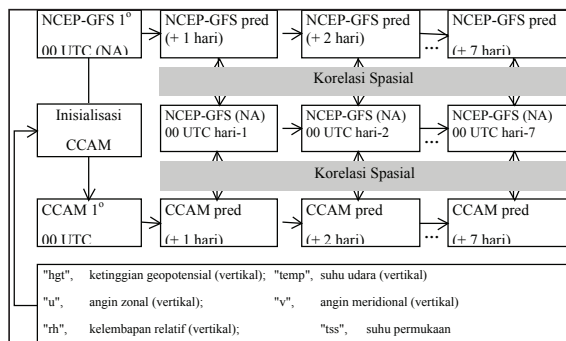 NCEP-GFS 1°
00 UTC (NA)
NCEP-GFS pred
(+ 1 hari)
NCEP-GFS pred
(+ 2 hari)
...
NCEP-GFS pred
(+ 7 hari)
Korelasi Spasial
Inisialisasi
CCAM
NCEP-GFS (NA)
00 UTC hari-1
NCEP-GFS (NA)
00 UTC hari-2
...
NCEP-GFS (NA)
00 UTC hari-7
Korelasi Spasial
CCAM 1°
00 UTC
CCAM pred
(+ 1 hari)
CCAM pred
(+ 2 hari)
...
CCAM pred
(+ 7 hari)
"hgt", ketinggian geopotensial (vertikal); "temp", suhu udara (vertikal)
"u", angin zonal (vertikal); "v", angin meridional (vertikal)
"rh", kelembapan relatif (vertikal); "tss", suhu permukaan